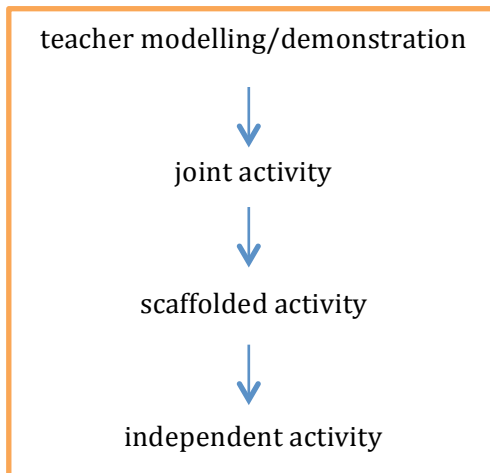 teacher modelling/demonstration
joint activity
scaffolded activity
independent activity